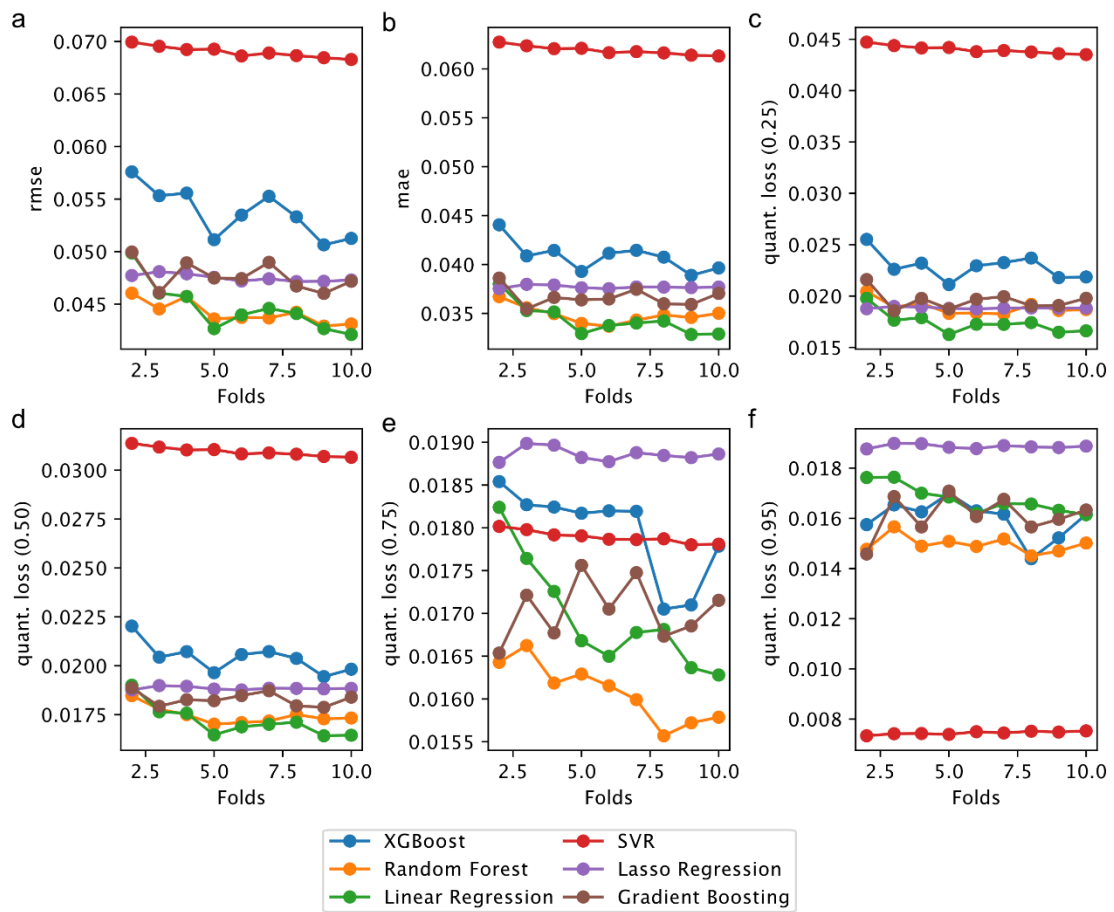 a
0.070
0.065
0.060
0.055
0.050
0.045
rmse
2.5 5.0 7.5 10.0
Folds
b
0.060
0.055
0.050
0.045
0.040
0.035
mae
2.5 5.0 7.5 10.0
Folds
c
0.045
0.040
0.035
0.030
0.025
0.020
0.015
quant. loss (0.25)
2.5 5.0 7.5 10.0
Folds
d
0.0300
0.0275
0.0250
0.0225
0.0200
0.0175
quant. loss (0.50)
2.5 5.0 7.5 10.0
Folds
e
0.0190
0.0185
0.0180
0.0175
0.0170
0.0165
0.0160
0.0155
quant. loss (0.75)
2.5 5.0 7.5 10.0
Folds
f
0.018
0.016
0.014
0.012
0.010
0.008
quant. loss (0.95)
2.5 5.0 7.5 10.0
Folds
XGBoost SVR
Random Forest Lasso Regression
Linear Regression Gradient Boosting